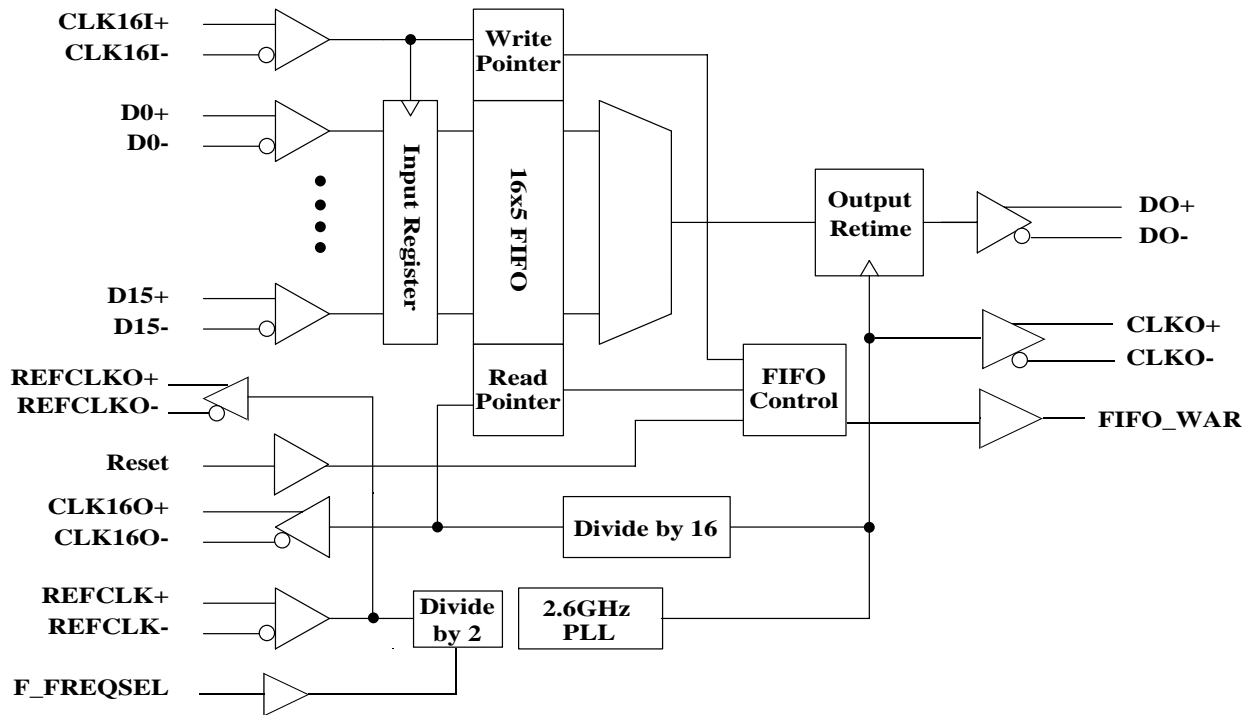 CLK16I+
CLK16I-
Write
Pointer
D0+
D0-
Input Register
16x5 FIFO
Output
Retime
DO+
DO-
D15+
D15-
CLKO+
CLKO-
REFCLKO+
REFCLKO-
Read
Pointer
FIFO
Control
FIFO_WAR
Reset
CLK16O+
CLK16O-
Divide by 16
REFCLK+
REFCLK-
Divide
by 2
2.6GHz
PLL
F_FREQSEL